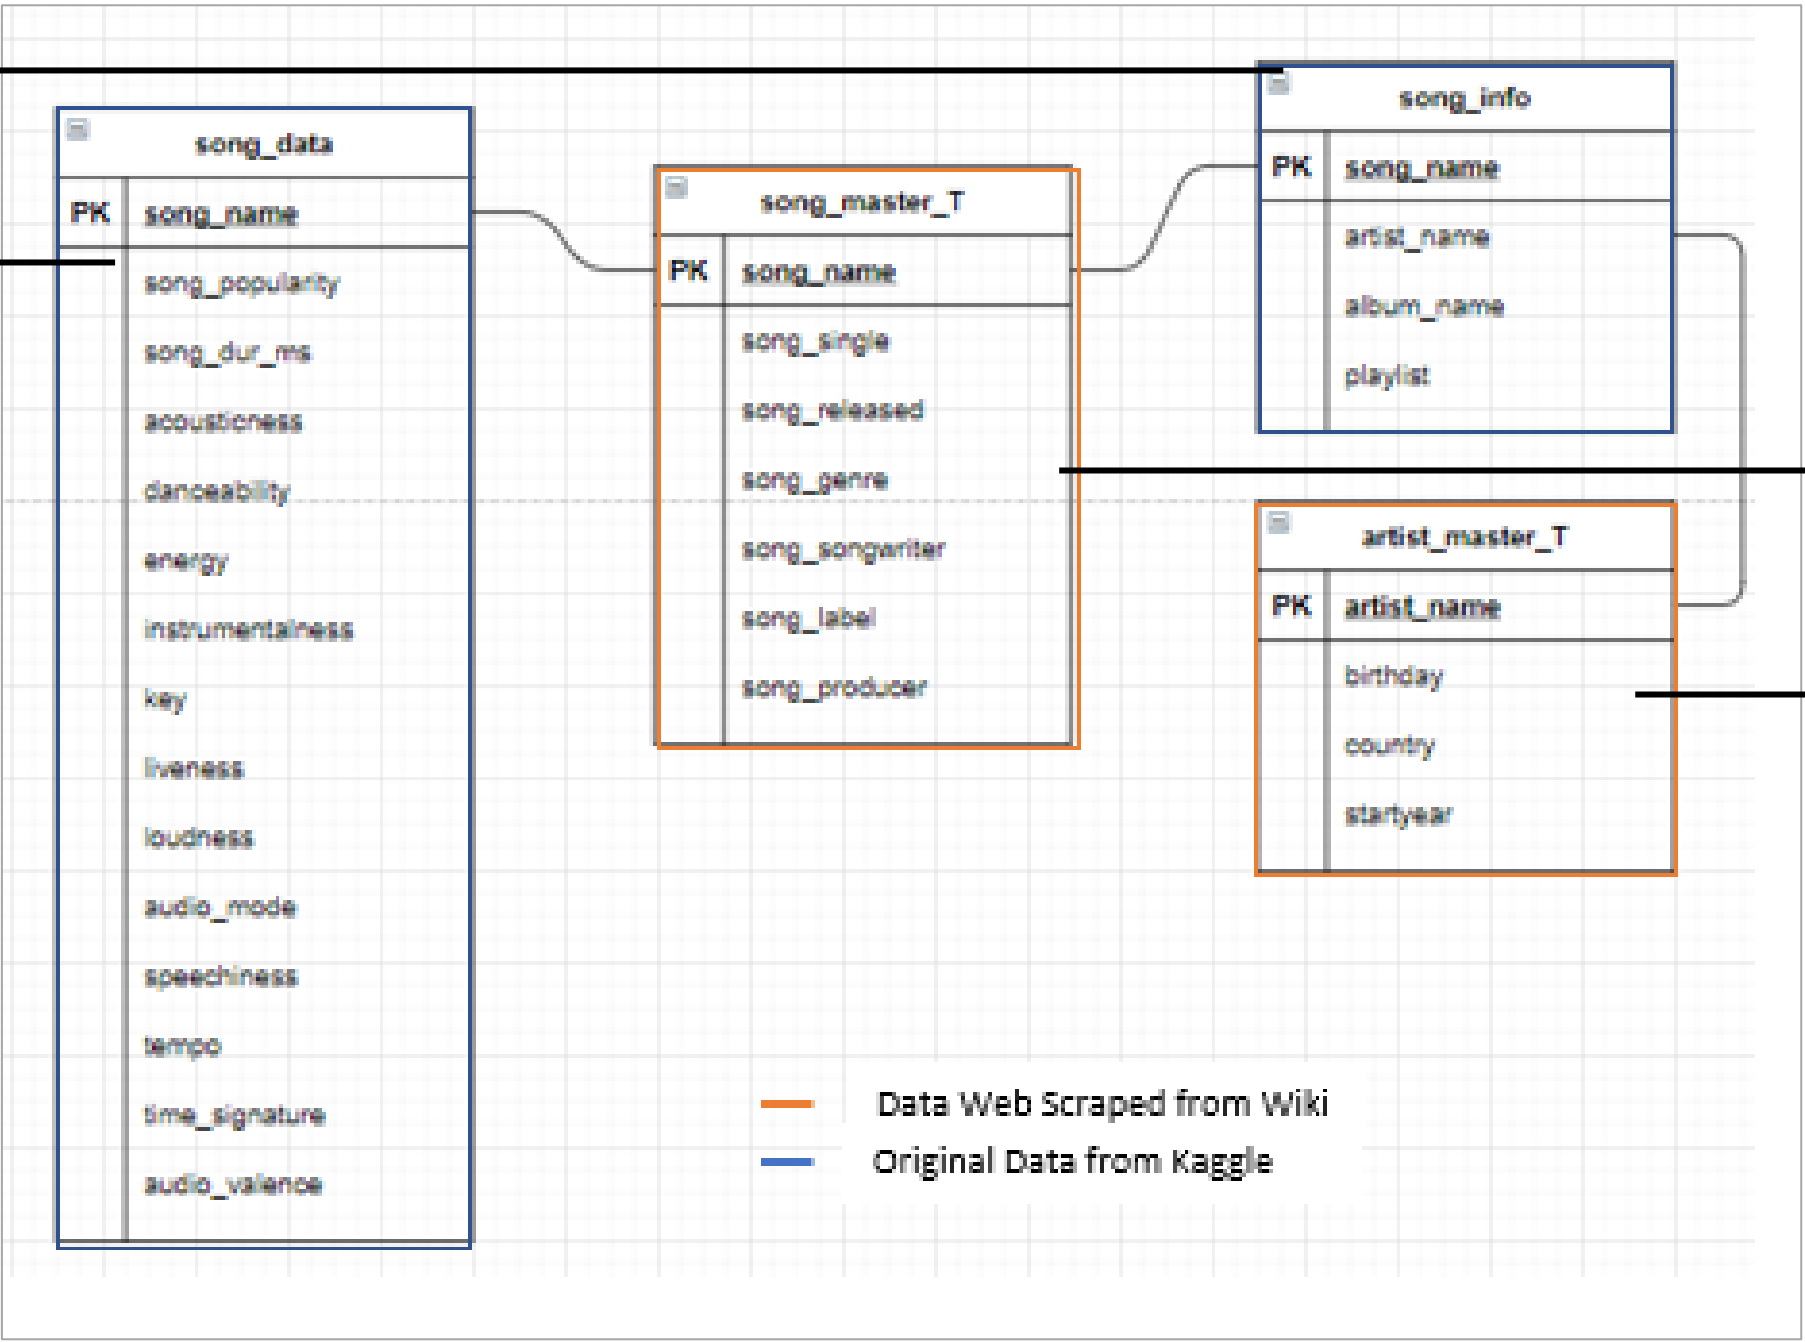 song_data
PK song_name
song_popularity
song_dur_ms
acousticness
danceability
energy
instrumentalness
key
liveness
loudness
audio_mode
speechiness
tempo
time_signature
audio_valence
song_master_T
PK song_name
song_single
song_released
song_genre
song_songwriter
song_label
song_producer
song_info
PK song_name
artist_name
album_name
playlist
artist_master_T
PK artist_name
birthday
country
startyear
Data Web Scraped from Wiki
Original Data from Kaggle